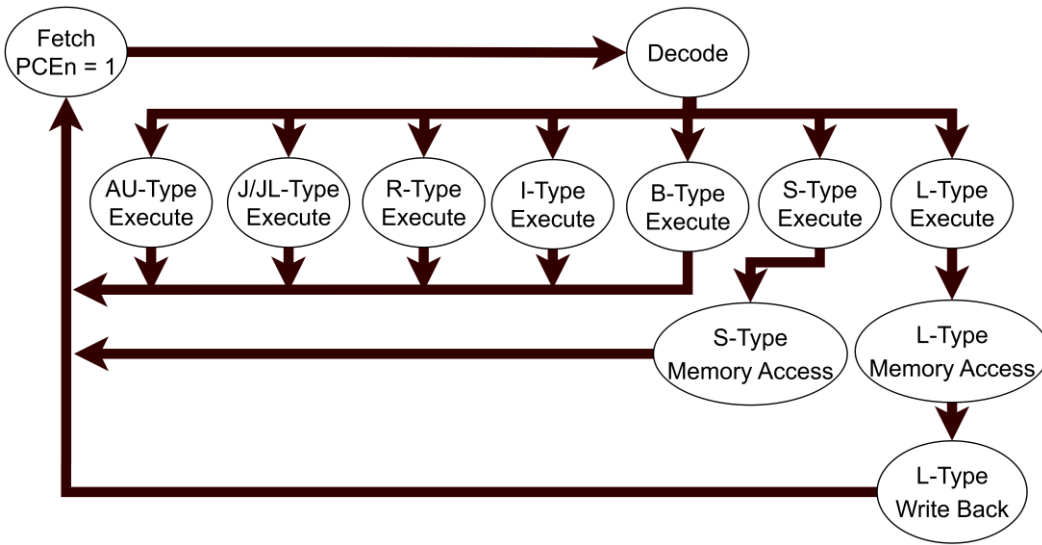 Fetch
PCEn = 1
Decode
AU-Type
Execute
J/JL-Type
Execute
R-Type
Execute
I-Type
Execute
B-Type
Execute
S-Type
Execute
L-Type
Execute
S-Type
Memory Access
L-Type
Memory Access
L-Type
Write Back